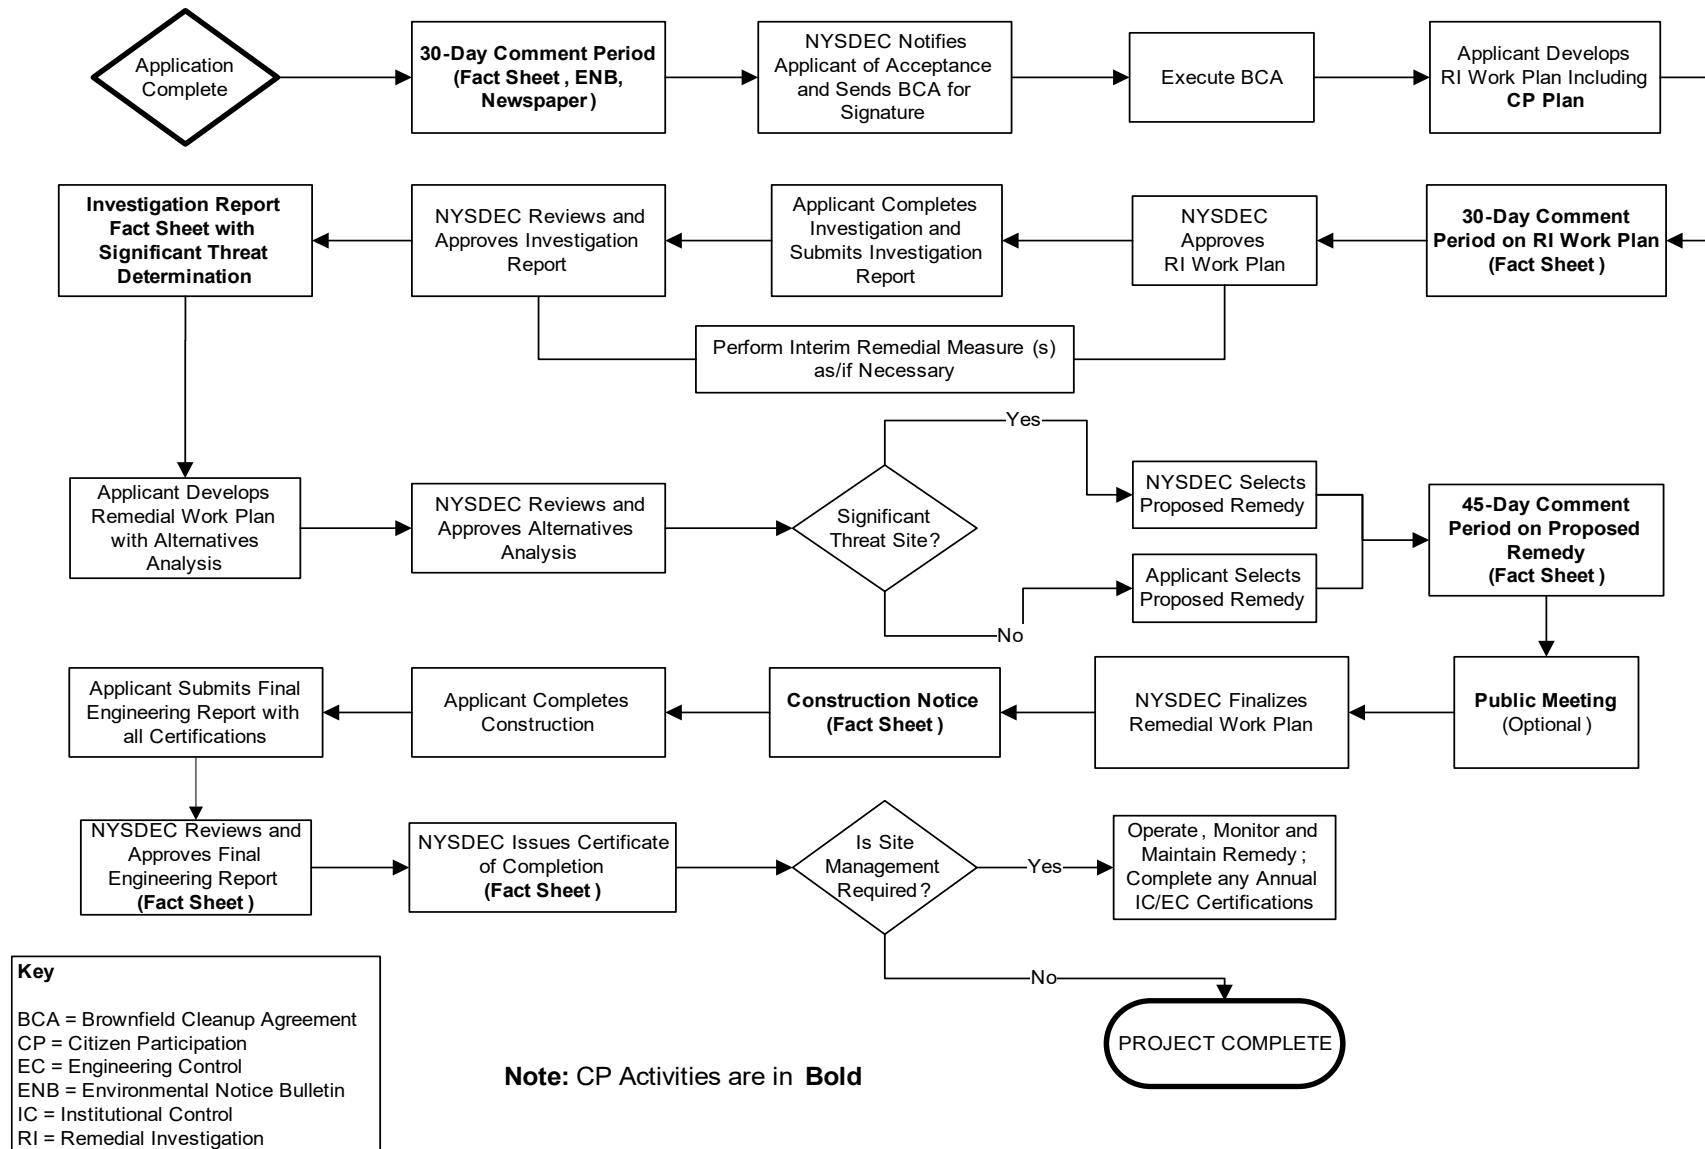 Application
Complete
30-Day Comment Period
(Fact Sheet , ENB,
Newspaper )
NYSDEC Notifies
Applicant of Acceptance
and Sends BCA for
Signature
Execute BCA
Applicant Develops
RI Work Plan Including
CP Plan
30-Day Comment
Period on RI Work Plan
(Fact Sheet )
NYSDEC
Approves
RI Work Plan
Applicant Completes
Investigation and
Submits Investigation
Report
NYSDEC Reviews and
Approves Investigation
Report
Investigation Report
Fact Sheet with
Significant Threat
Determination
Perform Interim Remedial Measure (s)
as/if Necessary
Applicant Develops
Remedial Work Plan
with Alternatives
Analysis
NYSDEC Reviews and
Approves Alternatives
Analysis
Significant
Threat Site ?
Yes
No
NYSDEC Selects
Proposed Remedy
Applicant Selects
Proposed Remedy
45-Day Comment
Period on Proposed
Remedy
(Fact Sheet )
Public Meeting
(Optional )
NYSDEC Finalizes
Remedial Work Plan
Construction Notice
(Fact Sheet )
Applicant Completes
Construction
Applicant Submits Final
Engineering Report with
all Certifications
NYSDEC Reviews and
Approves Final
Engineering Report
(Fact Sheet )
NYSDEC Issues Certificate
of Completion
(Fact Sheet )
Is Site
Management
Required ?
Yes
Operate , Monitor and
Maintain Remedy ;
Complete any Annual
IC/EC Certifications
No
PROJECT COMPLETE
Key
BCA = Brownfield Cleanup Agreement
CP = Citizen Participation
EC = Engineering Control
ENB = Environmental Notice Bulletin
IC = Institutional Control
RI = Remedial Investigation
Note: CP Activities are in Bold